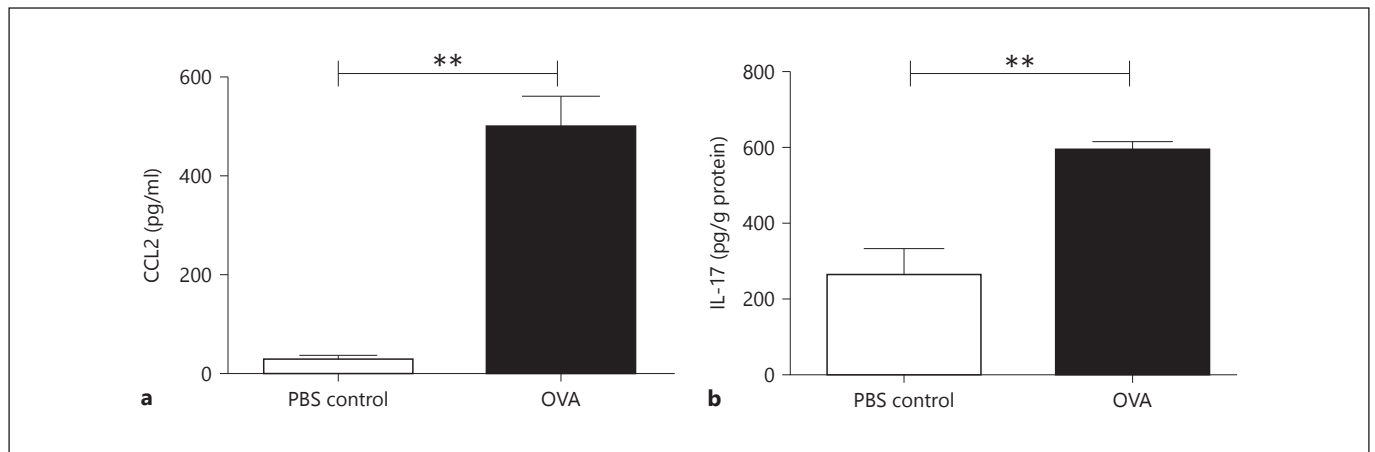 **
600
400
200
0
CCL2 (pg/ml)
PBS control
OVA
a
**
800
600
400
200
0
IL-17 (pg/g protein)
PBS control
OVA
b